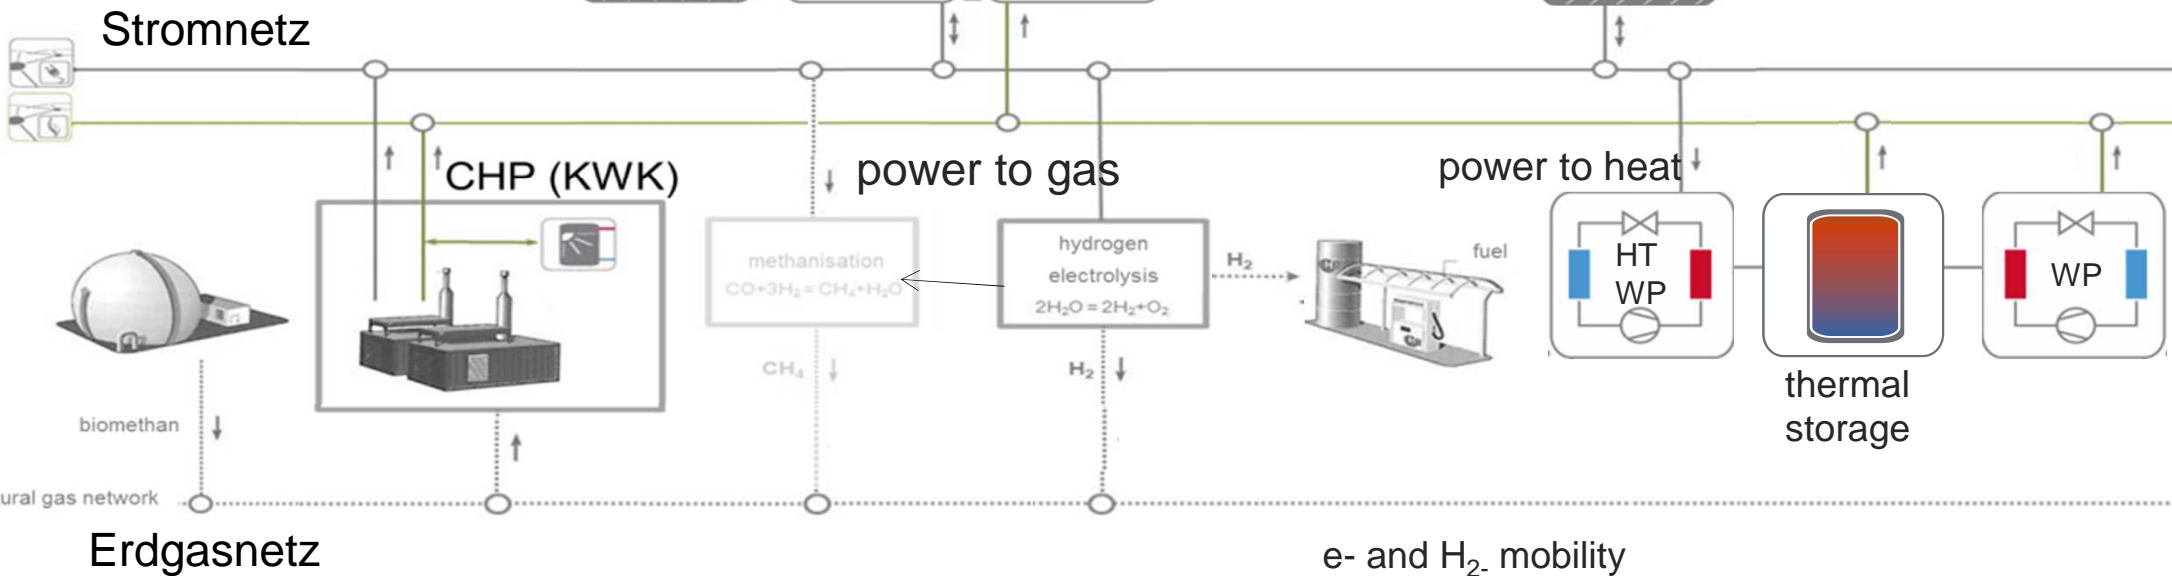 Stromnetz
CHP (KWK)
power to gas
power to heat
methanisation
CO+3H₂ = CH₄+H₂O
hydrogen
electrolysis
2H₂O = 2H₂+O₂
H₂
fuel
HT
WP
WP
CH₄
H₂
thermal
storage
biomethan
ural gas network
Erdgasnetz
e- and H₂- mobility